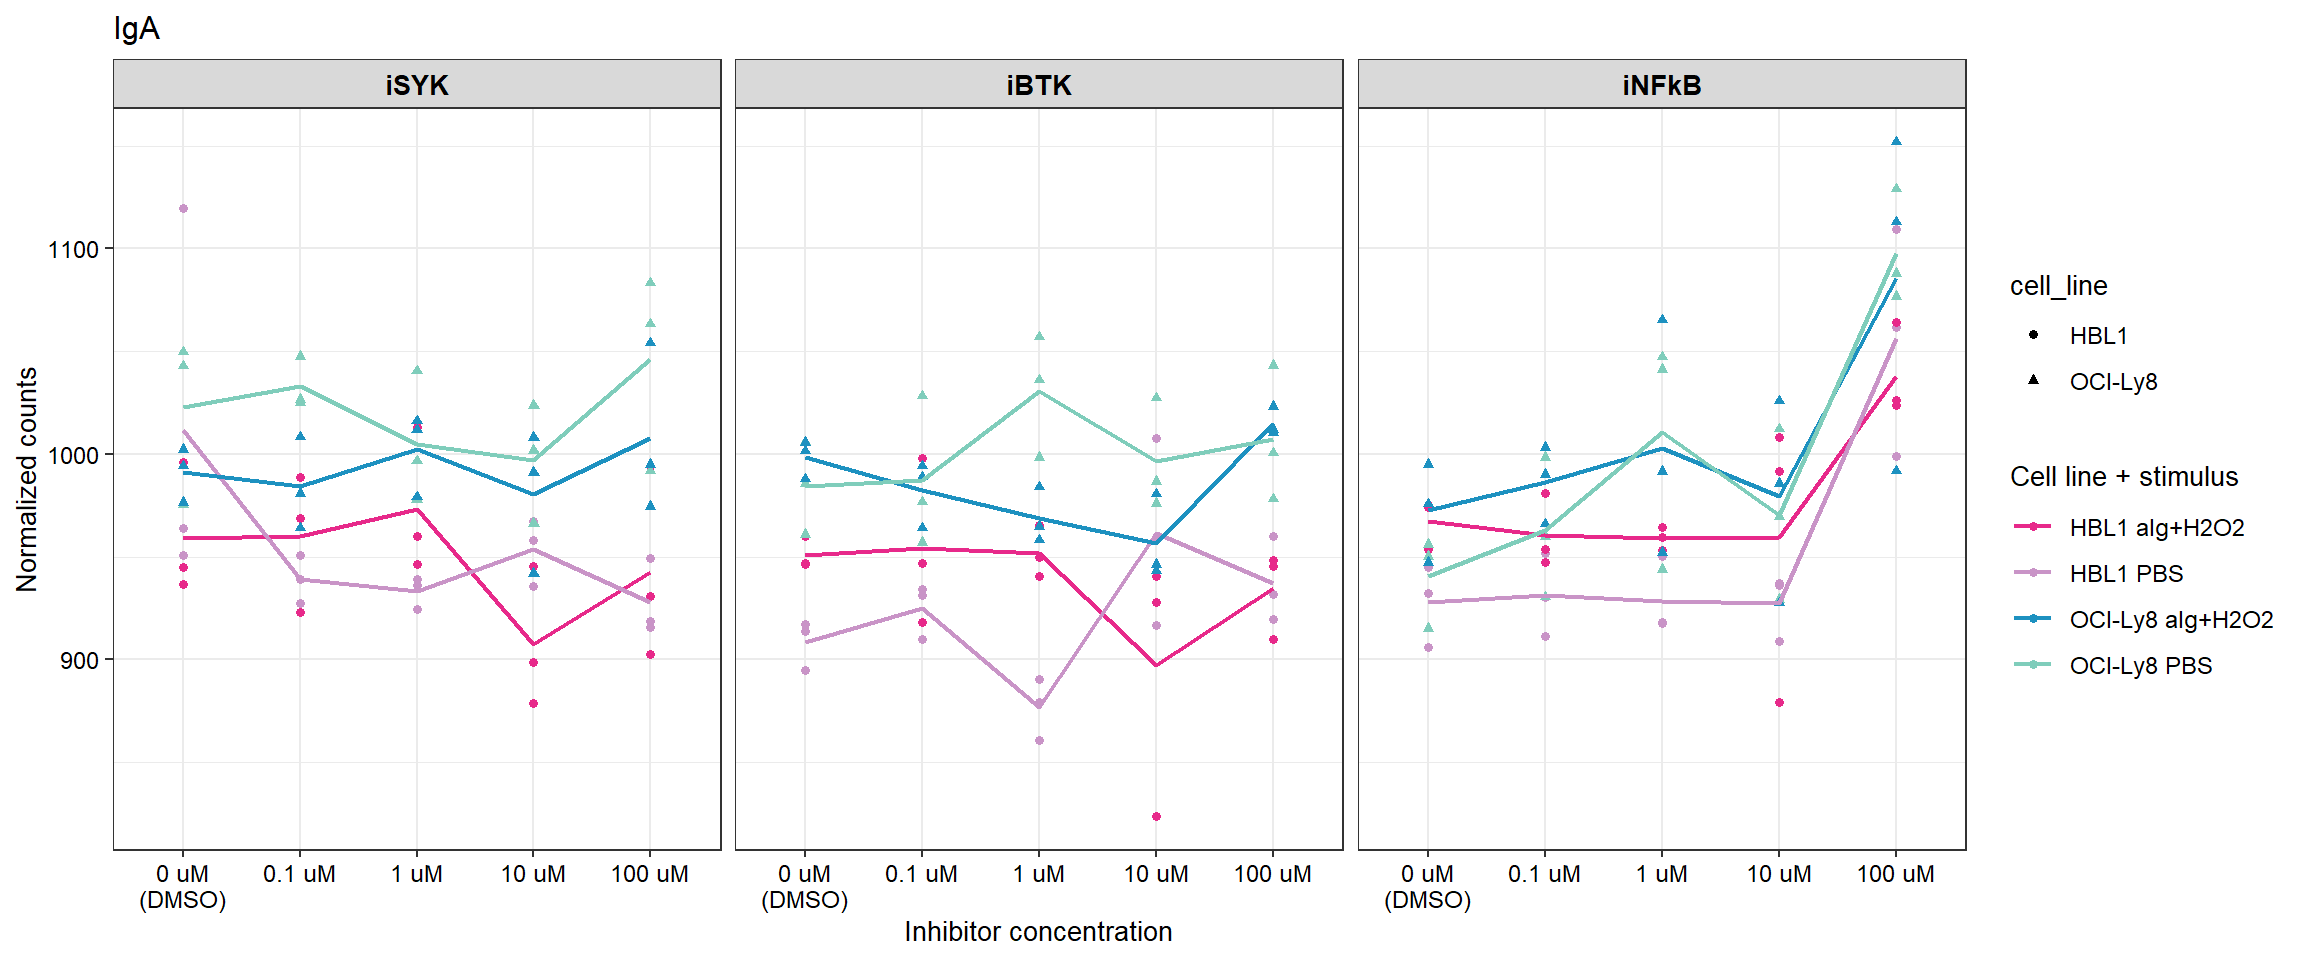 IgA
iSYK
iBTK
iNFkB
Normalized counts
1100
1000
900
0 uM
(DMSO)
0.1 uM
1 uM
10 uM
100 uM
0 uM
(DMSO)
0.1 uM
1 uM
10 uM
100 uM
0 uM
(DMSO)
0.1 uM
1 uM
10 uM
100 uM
Inhibitor concentration
cell_line
HBL1
OCI-Ly8
Cell line + stimulus
HBL1 aIg+H2O2
HBL1 PBS
OCI-Ly8 aIg+H2O2
OCI-Ly8 PBS